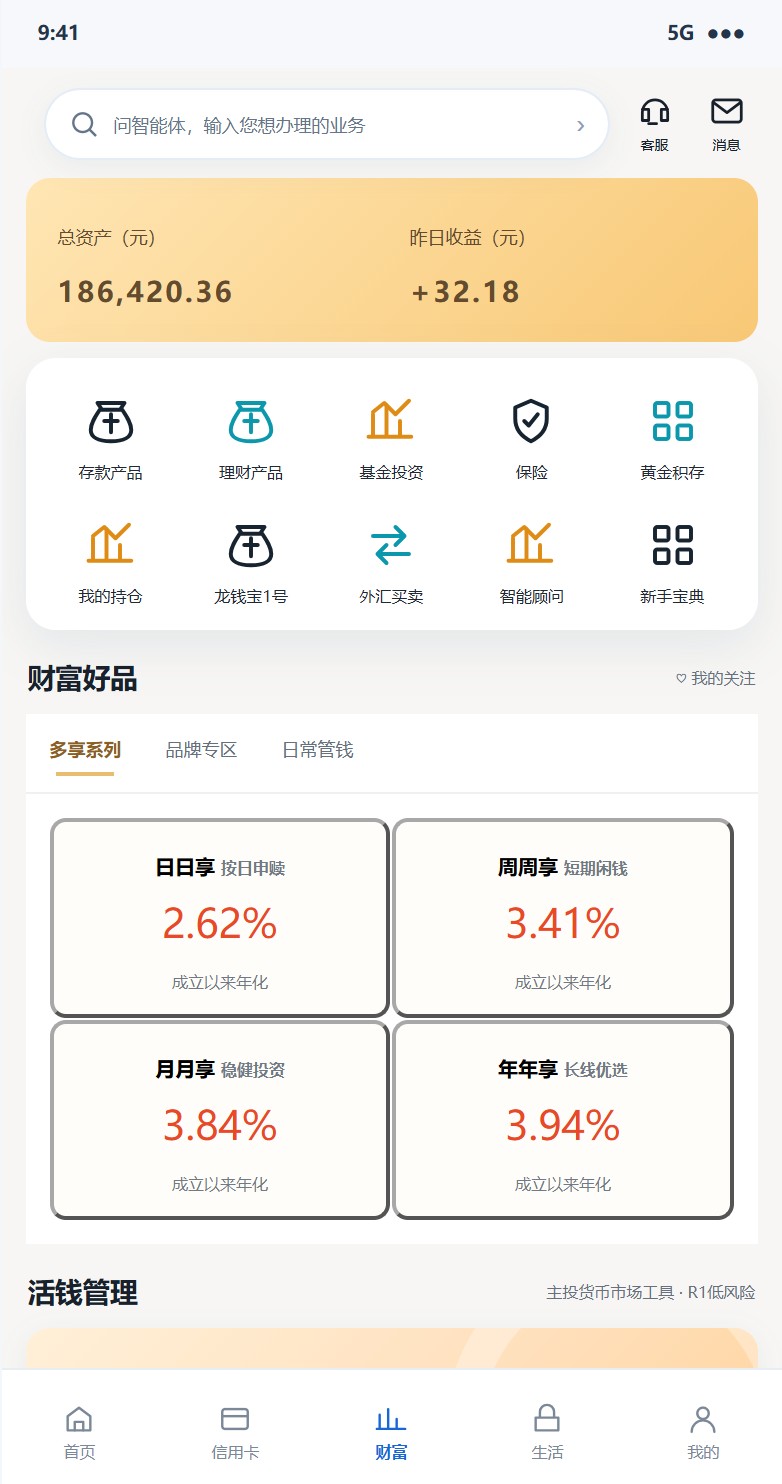 9:41 5G
问智能体，输入您想办理的业务 ›
客服 消息
总资产（元） 昨日收益（元）
186,420.36 +32.18
存款产品 理财产品 基金投资 保险 黄金积存
我的持仓 龙钱宝1号 外汇买卖 智能顾问 新手宝典
财富好品 ♡ 我的关注
多享系列 品牌专区 日常管钱
日日享 按日申赎 周周享 短期闲钱
2.62% 3.41%
成立以来年化 成立以来年化
月月享 稳健投资 年年享 长线优选
3.84% 3.94%
成立以来年化 成立以来年化
活钱管理 主投货币市场工具 · R1低风险
首页 信用卡 财富 生活 我的